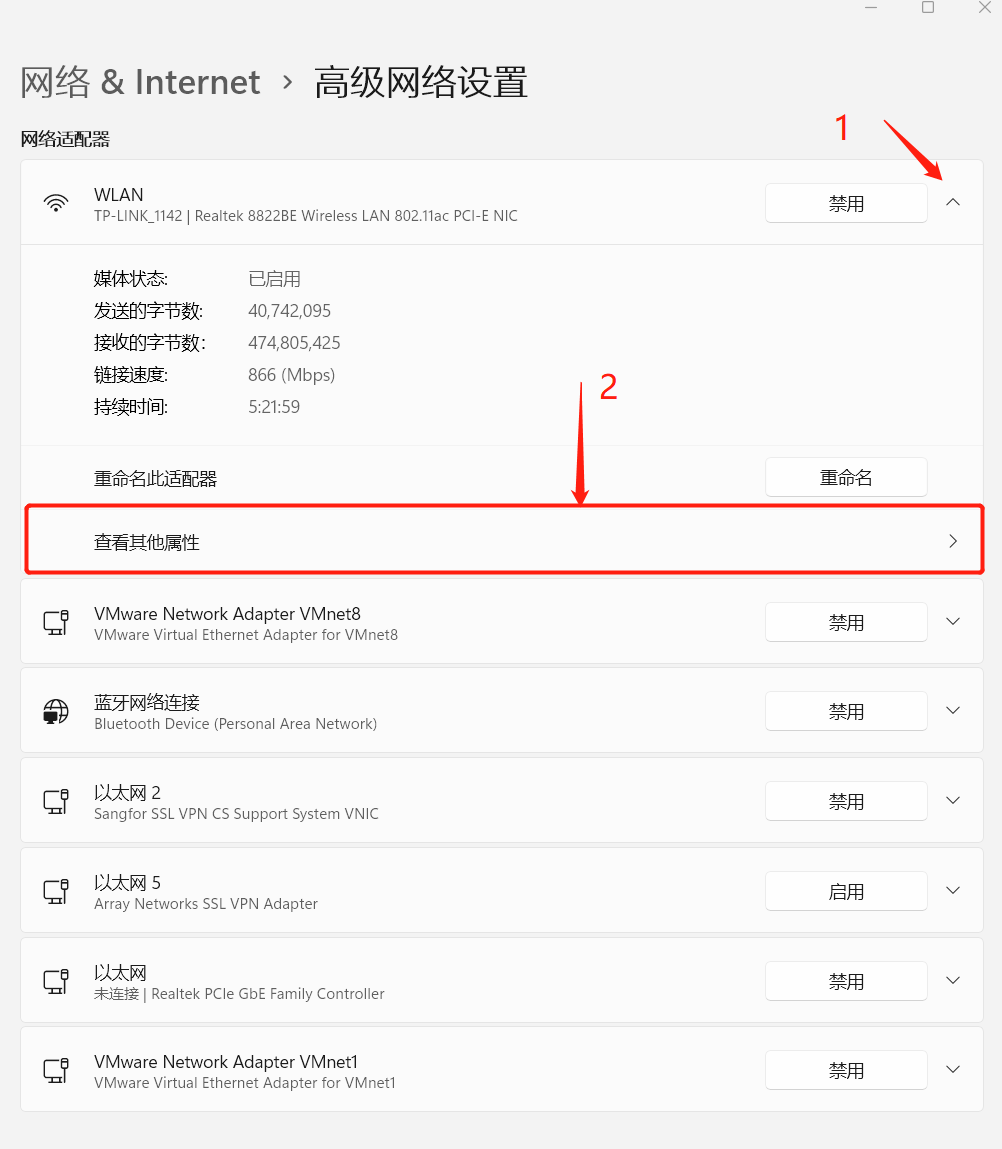 网络 & Internet › 高级网络设置
网络适配器
1
WLAN
TP-LINK_1142 | Realtek 8822BE Wireless LAN 802.11ac PCI-E NIC
禁用
媒体状态: 已启用
发送的字节数: 40,742,095
接收的字节数: 474,805,425
链接速度: 866 (Mbps)
2
持续时间: 5:21:59
重命名此适配器 重命名
查看其他属性
VMware Network Adapter VMnet8
VMware Virtual Ethernet Adapter for VMnet8
禁用
蓝牙网络连接
Bluetooth Device (Personal Area Network)
禁用
以太网 2
Sangfor SSL VPN CS Support System VNIC
禁用
以太网 5
Array Networks SSL VPN Adapter
启用
以太网
未连接 | Realtek PCIe GbE Family Controller
禁用
VMware Network Adapter VMnet1
VMware Virtual Ethernet Adapter for VMnet1
禁用